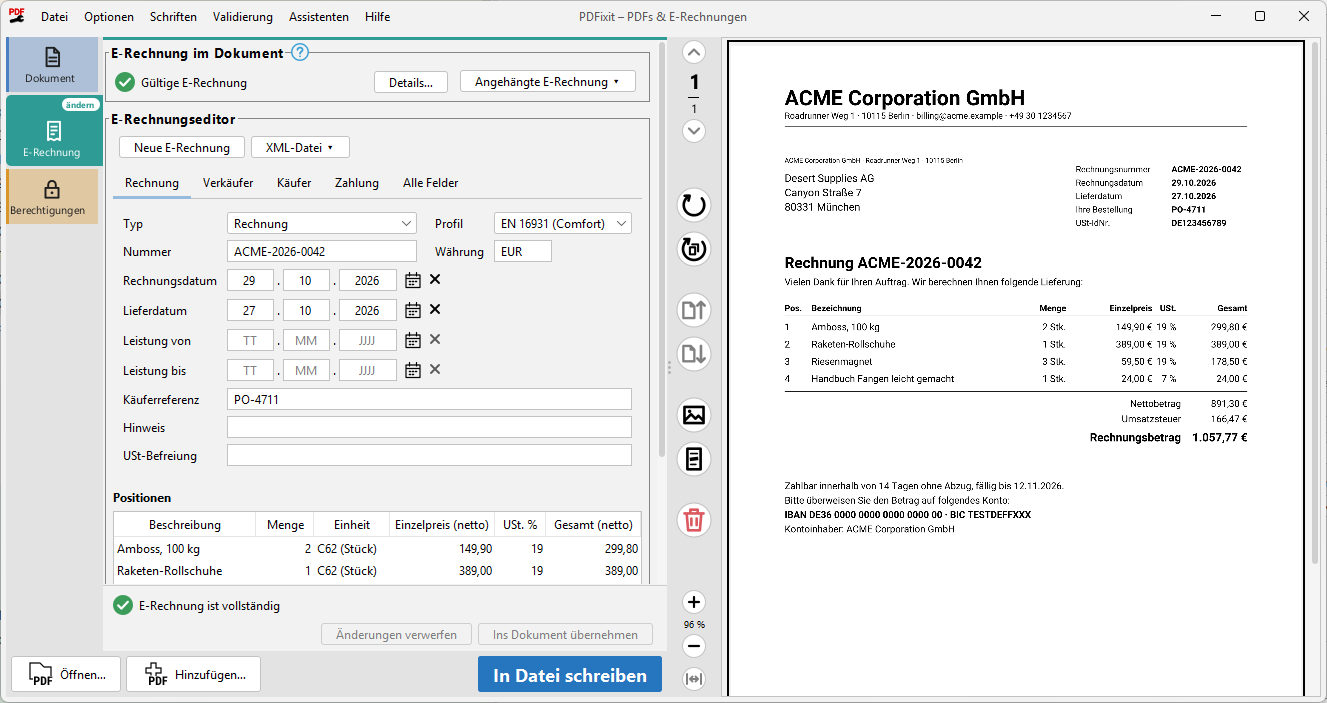 PDF
Datei Optionen Schriften Validierung Assistenten Hilfe
PDFixit – PDFs & E-Rechnungen
Dokument
ändern
E-Rechnung
Berechtigungen
E-Rechnung im Dokument ?
Gültige E-Rechnung Details... Angehängte E-Rechnung
E-Rechnungseditor
Neue E-Rechnung XML-Datei
Rechnung Verkäufer Käufer Zahlung Alle Felder
Typ Rechnung Profil EN 16931 (Comfort)
Nummer ACME-2026-0042 Währung EUR
Rechnungsdatum 29 . 10 . 2026
Lieferdatum 27 . 10 . 2026
Leistung von TT . MM . JJJJ
Leistung bis TT . MM . JJJJ
Käuferreferenz PO-4711
Hinweis
USt-Befreiung
Positionen
Beschreibung Menge Einheit Einzelpreis (netto) USt. % Gesamt (netto)
Amboss, 100 kg 2 C62 (Stück) 149,90 19 299,80
Raketen-Rollschuhe 1 C62 (Stück) 389,00 19 389,00
E-Rechnung ist vollständig
Änderungen verwerfen Ins Dokument übernehmen
PDF Öffnen... PDF Hinzufügen... In Datei schreiben
1
1
96 %
ACME Corporation GmbH
Roadrunner Weg 1 · 10115 Berlin · billing@acme.example · +49 30 1234567
ACME Corporation GmbH · Roadrunner Weg 1 · 10115 Berlin
Desert Supplies AG
Canyon Straße 7
80331 München
Rechnungsnummer ACME-2026-0042
Rechnungsdatum 29.10.2026
Lieferdatum 27.10.2026
Ihre Bestellung PO-4711
USt-IdNr. DE123456789
Rechnung ACME-2026-0042
Vielen Dank für Ihren Auftrag. Wir berechnen Ihnen folgende Lieferung:
Pos. Bezeichnung Menge Einzelpreis USt. Gesamt
1 Amboss, 100 kg 2 Stk. 149,90 € 19 % 299,80 €
2 Raketen-Rollschuhe 1 Stk. 389,00 € 19 % 389,00 €
3 Riesenmagnet 3 Stk. 59,50 € 19 % 178,50 €
4 Handbuch Fangen leicht gemacht 1 Stk. 24,00 € 7 % 24,00 €
Nettobetrag 891,30 €
Umsatzsteuer 166,47 €
Rechnungsbetrag 1.057,77 €
Zahlbar innerhalb von 14 Tagen ohne Abzug, fällig bis 12.11.2026.
Bitte überweisen Sie den Betrag auf folgendes Konto:
IBAN DE36 0000 0000 0000 0000 00 · BIC TESTDEFFXXX
Kontoinhaber: ACME Corporation GmbH